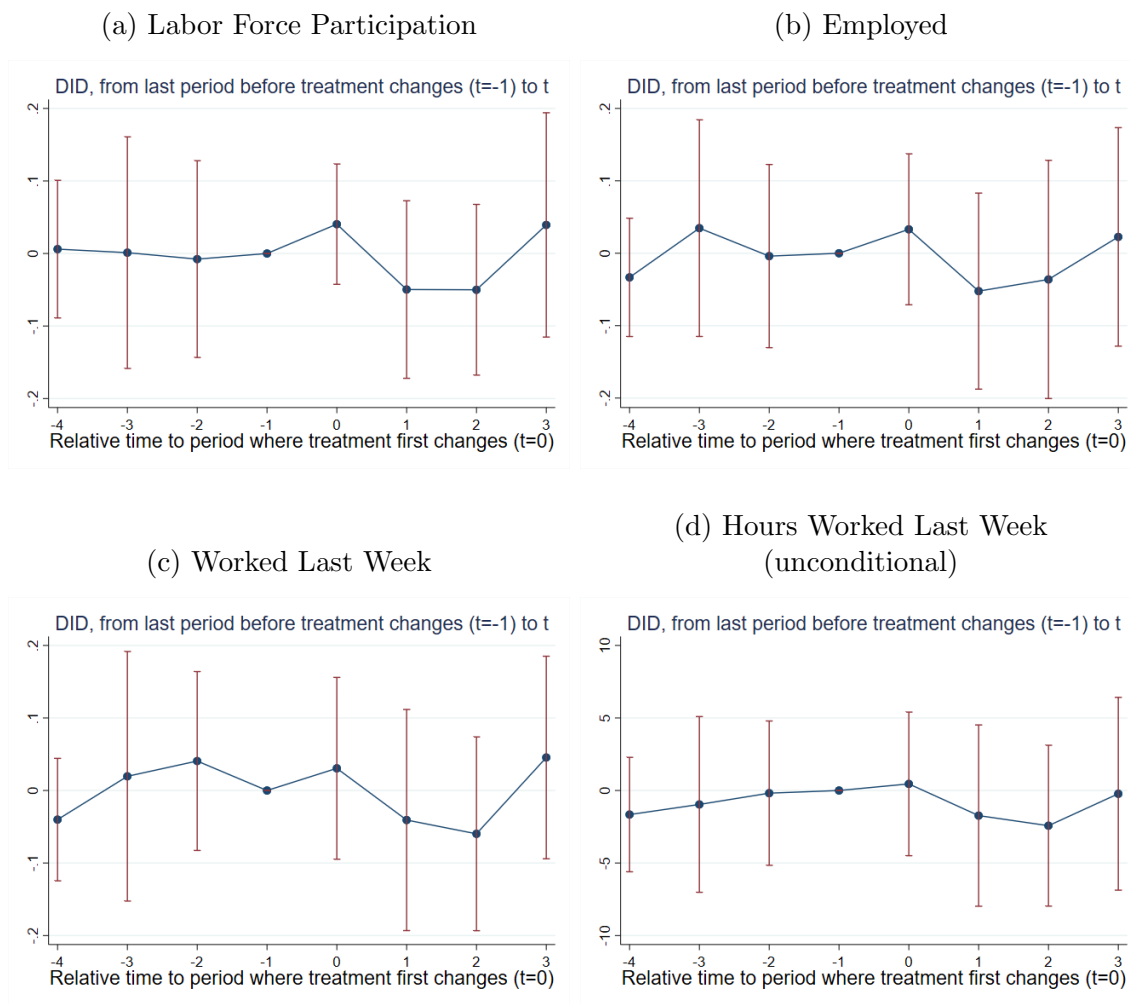 (a) Labor Force Participation
DID, from last period before treatment changes (t=-1) to t
.2
.1
0
-.1
-.2
-4 -3 -2 -1 0 1 2 3
Relative time to period where treatment first changes (t=0)
(b) Employed
DID, from last period before treatment changes (t=-1) to t
.2
.1
0
-.1
-.2
-4 -3 -2 -1 0 1 2 3
Relative time to period where treatment first changes (t=0)
(c) Worked Last Week
DID, from last period before treatment changes (t=-1) to t
.2
.1
0
-.1
-.2
-4 -3 -2 -1 0 1 2 3
Relative time to period where treatment first changes (t=0)
(d) Hours Worked Last Week
(unconditional)
DID, from last period before treatment changes (t=-1) to t
10
5
0
-5
-10
-4 -3 -2 -1 0 1 2 3
Relative time to period where treatment first changes (t=0)